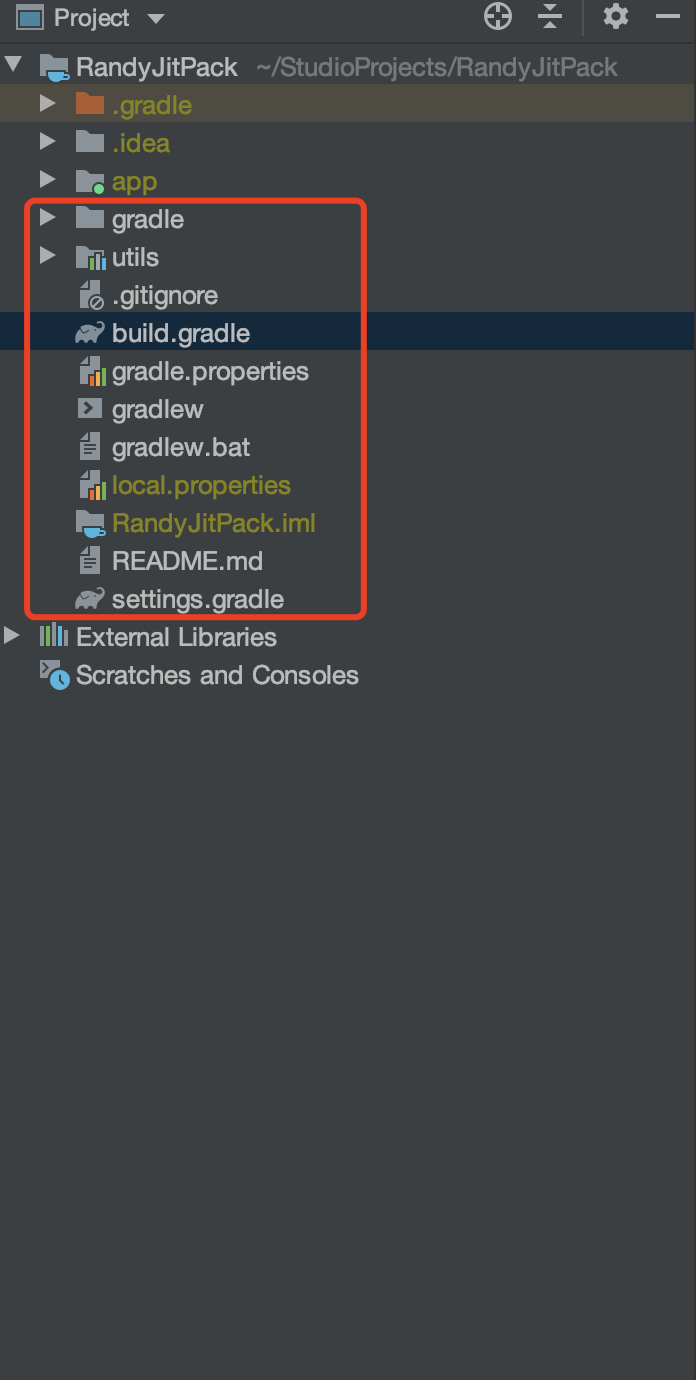 Project
RandyJitPack ~/StudioProjects/RandyJitPack
.gradle
.idea
app
gradle
utils
.gitignore
build.gradle
gradle.properties
gradlew
gradlew.bat
local.properties
RandyJitPack.iml
README.md
settings.gradle
External Libraries
Scratches and Consoles